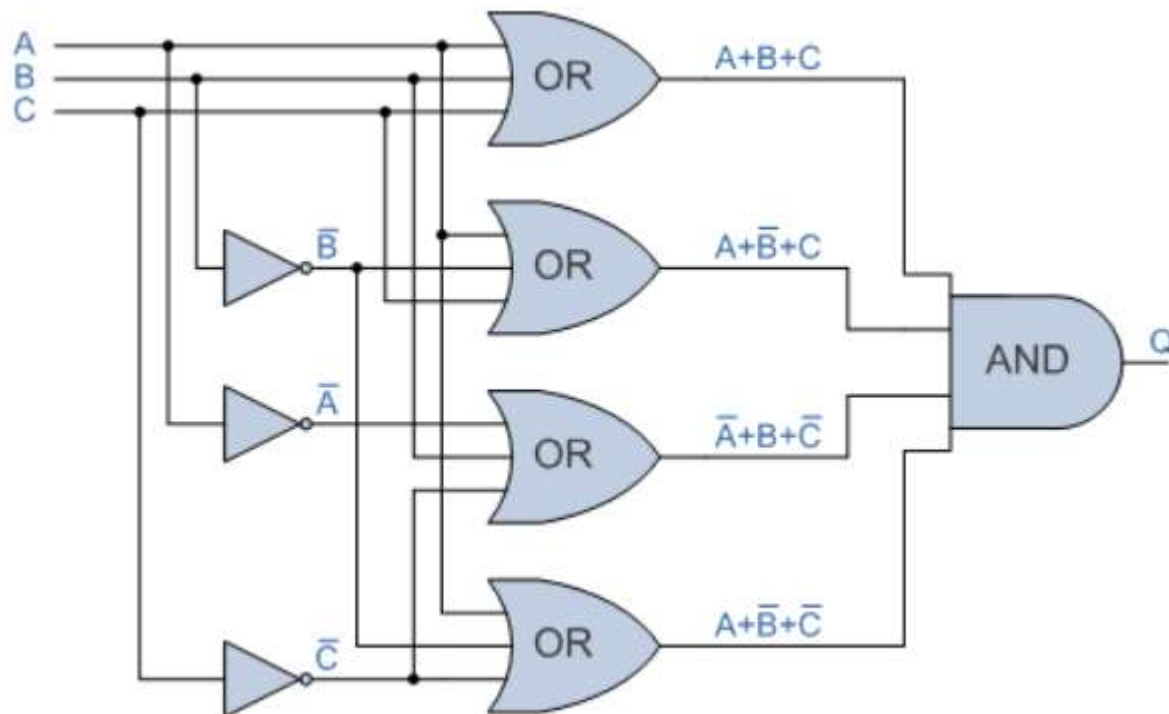 A
B
C
OR
A+B+C
B̅
OR
A+B̅+C
AND
Q
A̅
OR
A̅+B+C̅
C̅
OR
A+B̅+C̅